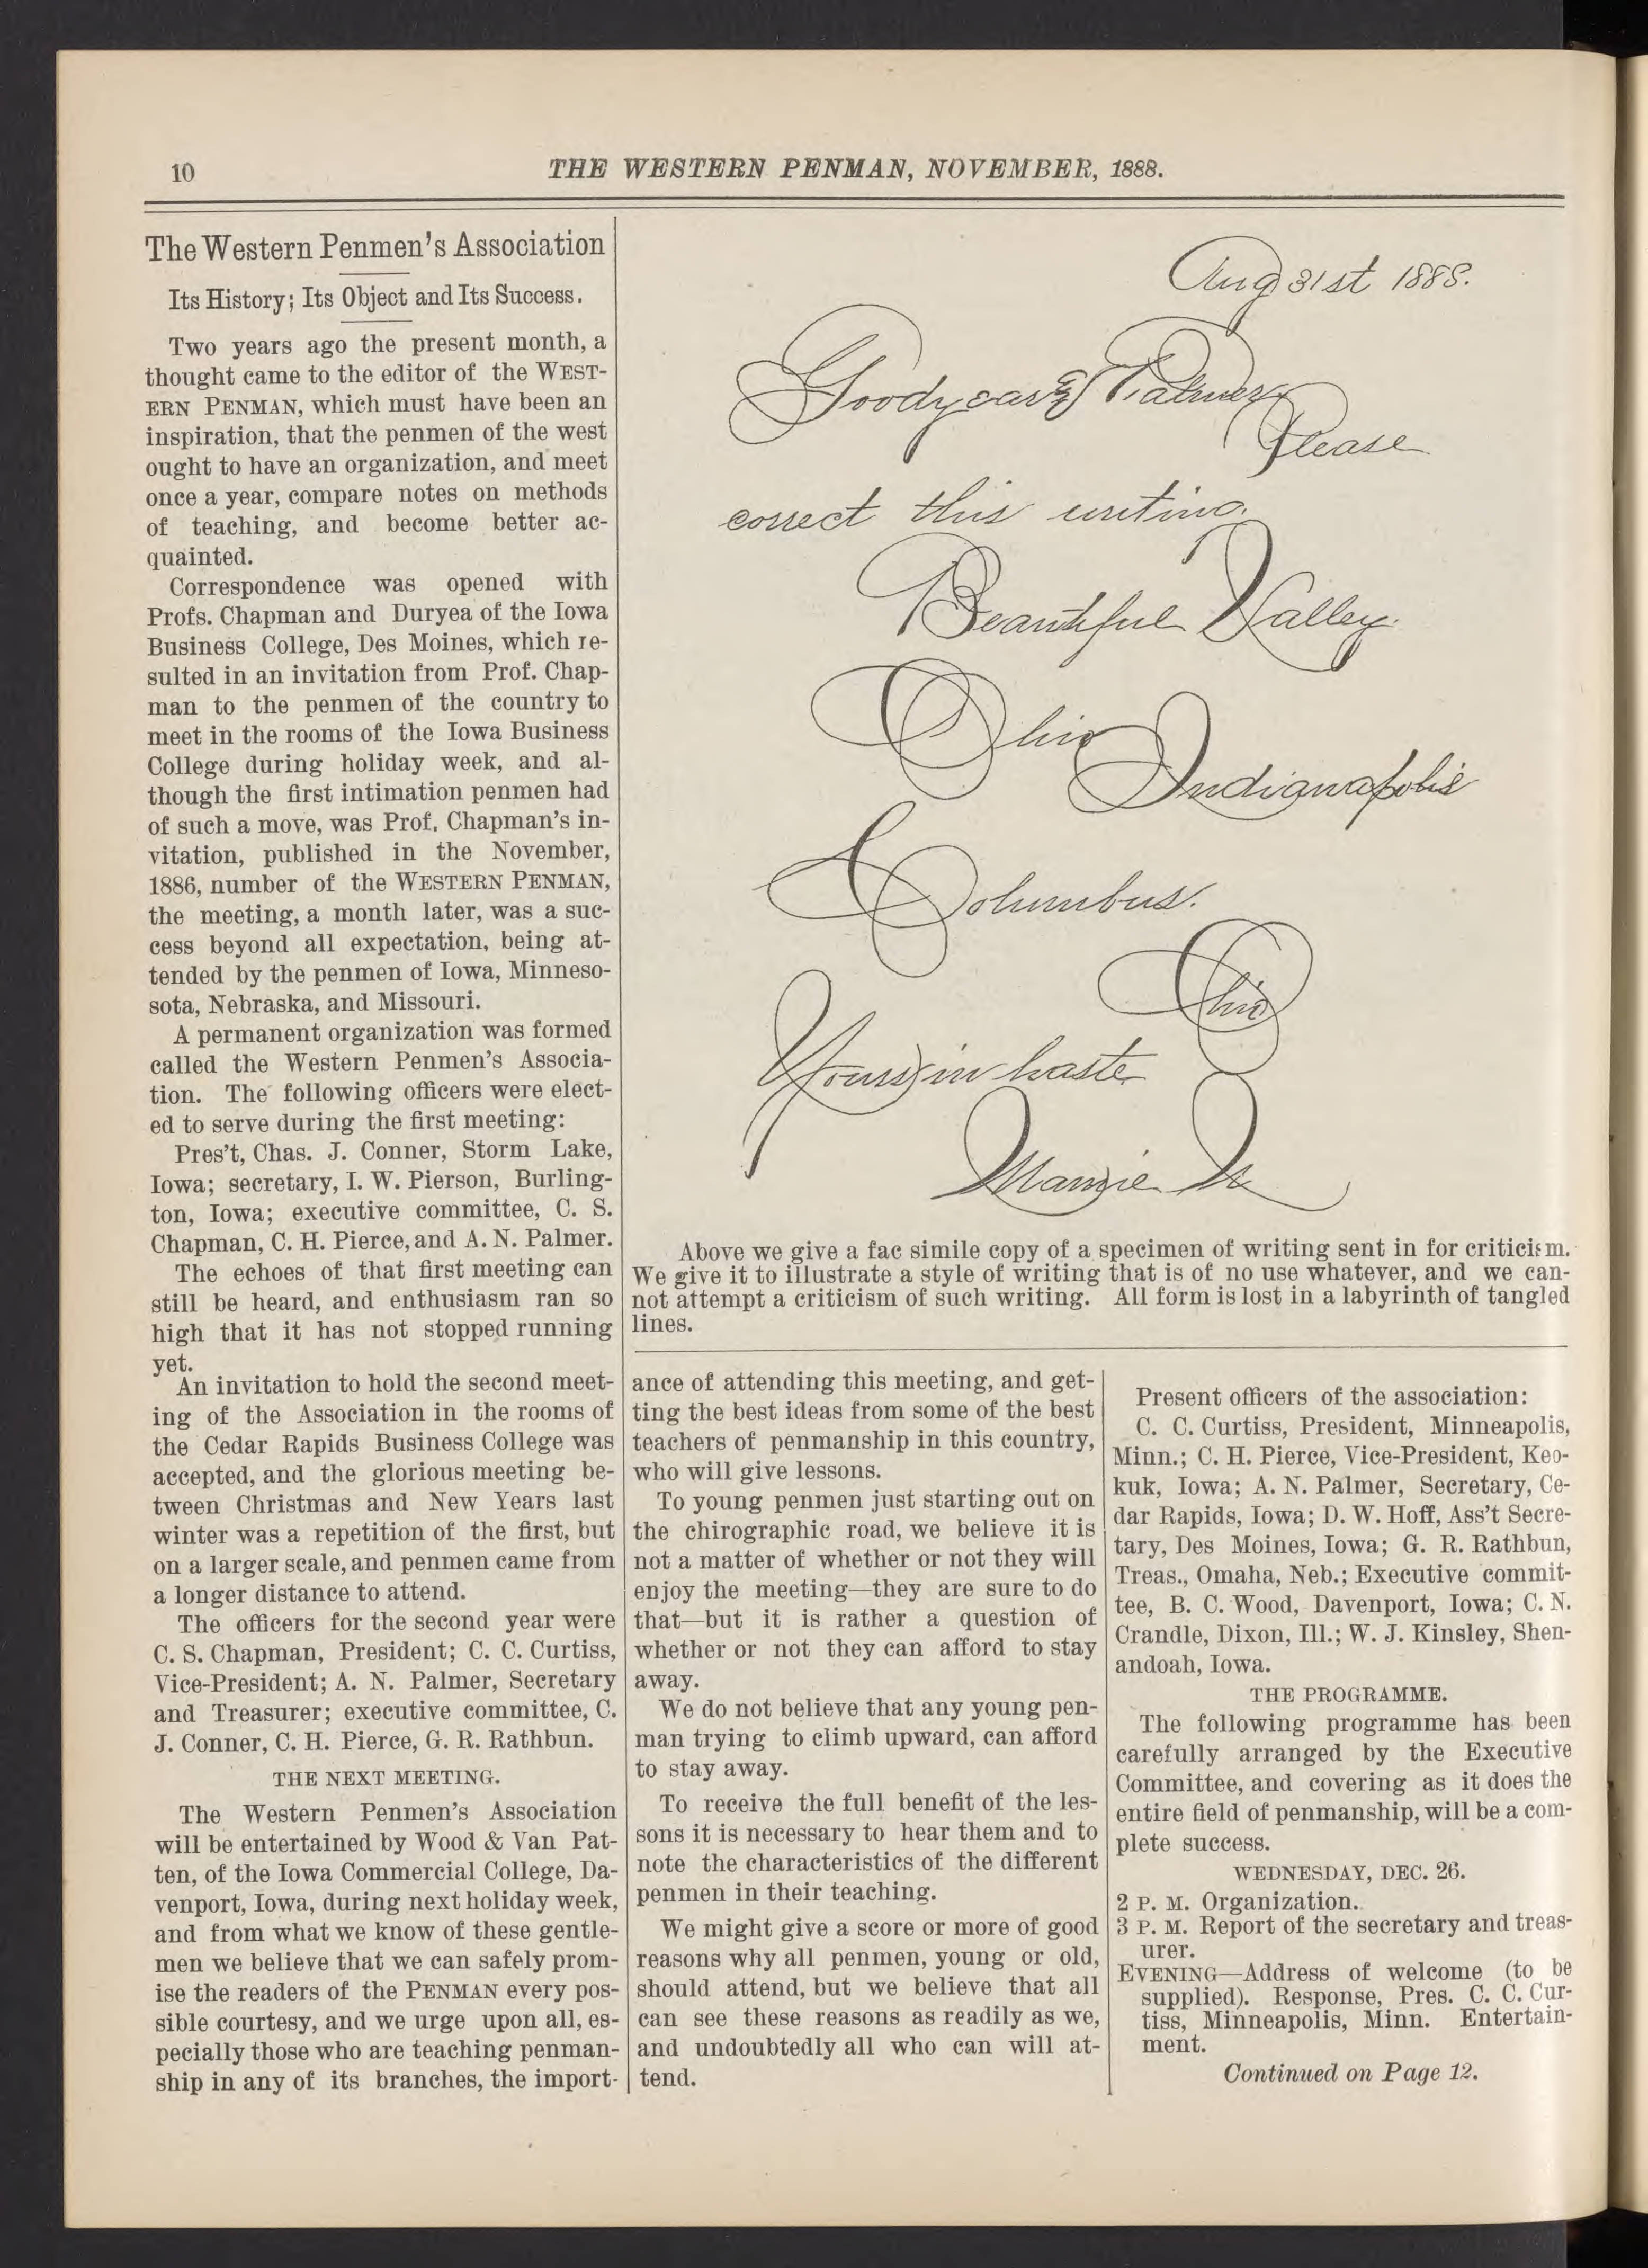 10
THE WESTERN PENMAN, NOVEMBER, 1888.
The Western Penmen's Association
Its History; Its Object and Its Success.
Two years ago the present month, a
thought came to the editor of the WEST-
ERN PENMAN, which must have been an
inspiration, that the penmen of the west
ought to have an organization, and meet
once a year, compare notes on methods
of teaching, and become better ac-
quainted.
Correspondence was opened with
Profs. Chapman and Duryea of the Iowa
Business College, Des Moines, which re-
sulted in an invitation from Prof. Chap-
man to the penmen of the country to
meet in the rooms of the Iowa Business
College during holiday week, and al-
though the first intimation penmen had
of such a move, was Prof. Chapman's in-
vitation, published in the November,
1886, number of the WESTERN PENMAN,
the meeting, a month later, was a suc-
cess beyond all expectation, being at-
tended by the penmen of Iowa, Minneso-
sota, Nebraska, and Missouri.
A permanent organization was formed
called the Western Penmen's Associa-
tion. The following officers were elect-
ed to serve during the first meeting:
Pres't, Chas. J. Conner, Storm Lake,
Iowa; secretary, I. W. Pierson, Burling-
ton, Iowa; executive committee, C. S.
Chapman, C. H. Pierce, and A. N. Palmer.
The echoes of that first meeting can
still be heard, and enthusiasm ran so
high that it has not stopped running
yet.
An invitation to hold the second meet-
ing of the Association in the rooms of
the Cedar Rapids Business College was
accepted, and the glorious meeting be-
tween Christmas and New Years last
winter was a repetition of the first, but
on a larger scale, and penmen came from
a longer distance to attend.
The officers for the second year were
C. S. Chapman, President; C. C. Curtiss,
Vice-President; A. N. Palmer, Secretary
and Treasurer; executive committee, C.
J. Conner, C. H. Pierce, G. R. Rathbun.
THE NEXT MEETING.
The Western Penmen's Association
will be entertained by Wood & Van Pat-
ten, of the Iowa Commercial College, Da-
venport, Iowa, during next holiday week,
and from what we know of these gentle-
men we believe that we can safely prom-
ise the readers of the PENMAN every pos-
sible courtesy, and we urge upon all, es-
pecially those who are teaching penman-
ship in any of its branches, the import-
Aug 31st 1888.
Goodyear & Palmer
Please
correct this writing.
Beautiful Valley.
Ohio
Indianapolis
Columbus.
Ohio
Yours in haste
Mamie
Above we give a fac simile copy of a specimen of writing sent in for criticism.
We give it to illustrate a style of writing that is of no use whatever, and we can-
not attempt a criticism of such writing. All form is lost in a labyrinth of tangled
lines.
ance of attending this meeting, and get-
ting the best ideas from some of the best
teachers of penmanship in this country,
who will give lessons.
To young penmen just starting out on
the chirographic road, we believe it is
not a matter of whether or not they will
enjoy the meeting—they are sure to do
that—but it is rather a question of
whether or not they can afford to stay
away.
We do not believe that any young pen-
man trying to climb upward, can afford
to stay away.
To receive the full benefit of the les-
sons it is necessary to hear them and to
note the characteristics of the different
penmen in their teaching.
We might give a score or more of good
reasons why all penmen, young or old,
should attend, but we believe that all
can see these reasons as readily as we,
and undoubtedly all who can will at-
tend.
Present officers of the association:
C. C. Curtiss, President, Minneapolis,
Minn.; C. H. Pierce, Vice-President, Keo-
kuk, Iowa; A. N. Palmer, Secretary, Ce-
dar Rapids, Iowa; D. W. Hoff, Ass't Secre-
tary, Des Moines, Iowa; G. R. Rathbun,
Treas., Omaha, Neb.; Executive commit-
tee, B. C. Wood, Davenport, Iowa; C. N.
Crandle, Dixon, Ill.; W. J. Kinsley, Shen-
andoah, Iowa.
THE PROGRAMME.
The following programme has been
carefully arranged by the Executive
Committee, and covering as it does the
entire field of penmanship, will be a com-
plete success.
WEDNESDAY, DEC. 26.
2 P. M. Organization.
3 P. M. Report of the secretary and treas-
urer.
EVENING—Address of welcome (to be
supplied). Response, Pres. C. C. Cur-
tiss, Minneapolis, Minn. Entertain-
ment.
Continued on Page 12.